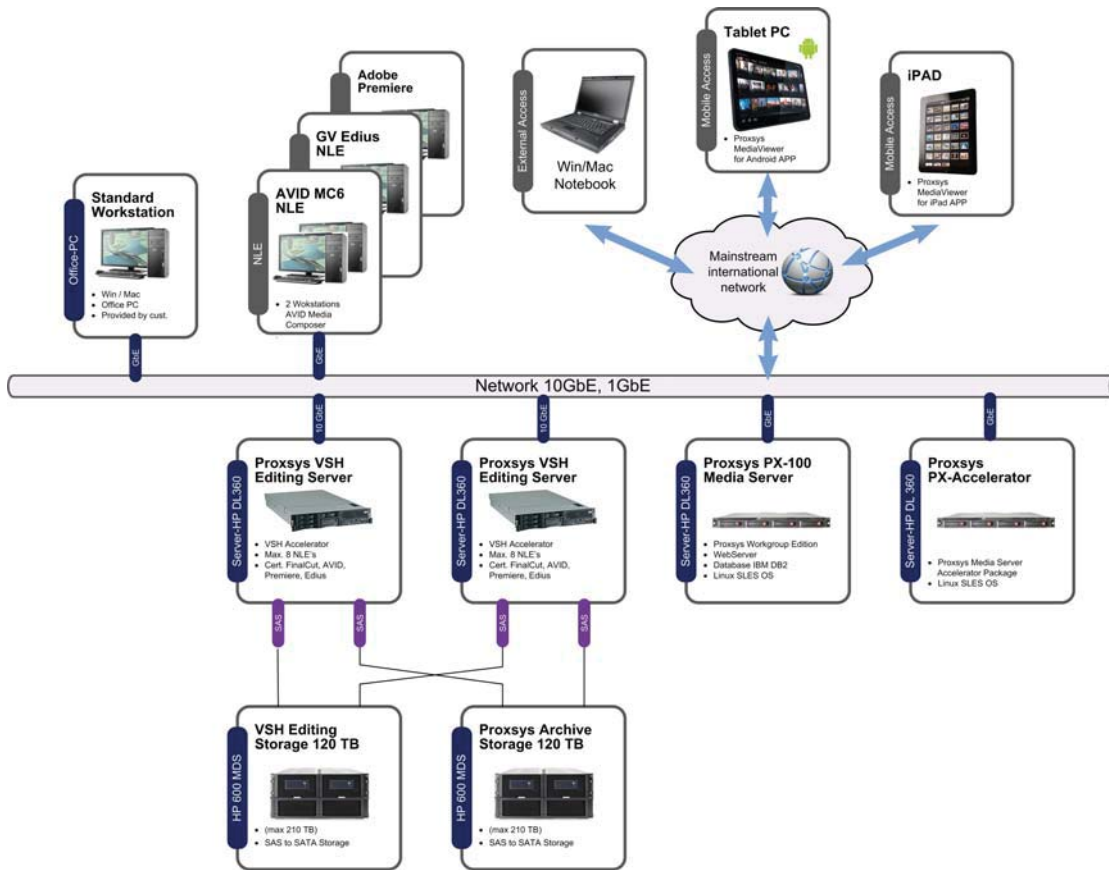 Adobe
Premiere
GV Edius
NLE
NLE
AVID MC6
NLE
• 2 Wokstations
AVID Media
Composer
GbE
Office-PC
Standard
Workstation
• Win / Mac
• Office PC
• Provided by cust.
GbE
External Access
Win/Mac
Notebook
Mobile Access
Tablet PC
• Proxsys
MediaViewer
for Android APP
Mobile Access
iPAD
• Proxsys
MediaViewer
for iPad APP
Mainstream
international
network
Network 10GbE, 1GbE
10 GbE
Server-HP DL360
Proxsys VSH
Editing Server
• VSH Accelerator
• Max. 8 NLE's
• Cert. FinalCut, AVID,
Premiere, Edius
SAS
SAS
10 GbE
Server-HP DL360
Proxsys VSH
Editing Server
• VSH Accelerator
• Max. 8 NLE's
• Cert. FinalCut, AVID,
Premiere, Edius
SAS
SAS
GbE
Server-HP DL 360
Proxsys PX-100
Media Server
• Proxsys Workgroup Edition
• WebServer
• Database IBM DB2
• Linux SLES OS
GbE
Server-HP DL 360
Proxsys
PX-Accelerator
• Proxsys Media Server
Accelerator Package
• Linux SLES OS
HP 600 MDS
VSH Editing
Storage 120 TB
• (max 210 TB)
• SAS to SATA Storage
HP 600 MDS
Proxsys Archive
Storage 120 TB
• (max 210 TB)
• SAS to SATA Storage